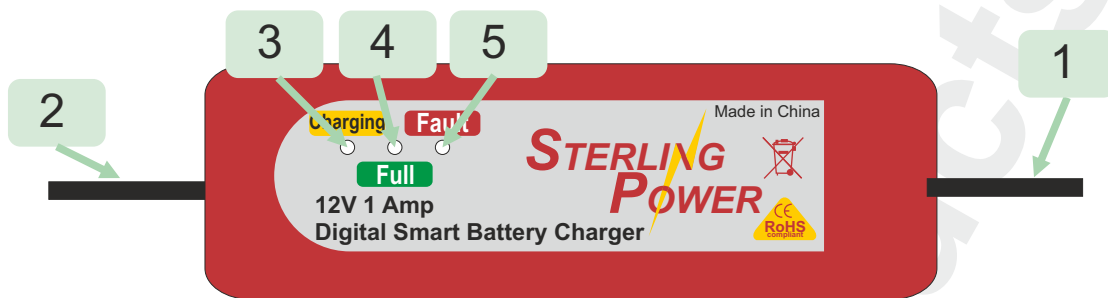 3
4
5
1
2
Charging
Fault
Made in China
STERLING
POWER
Full
12V 1 Amp
Digital Smart Battery Charger
CE
RoHS
compliant